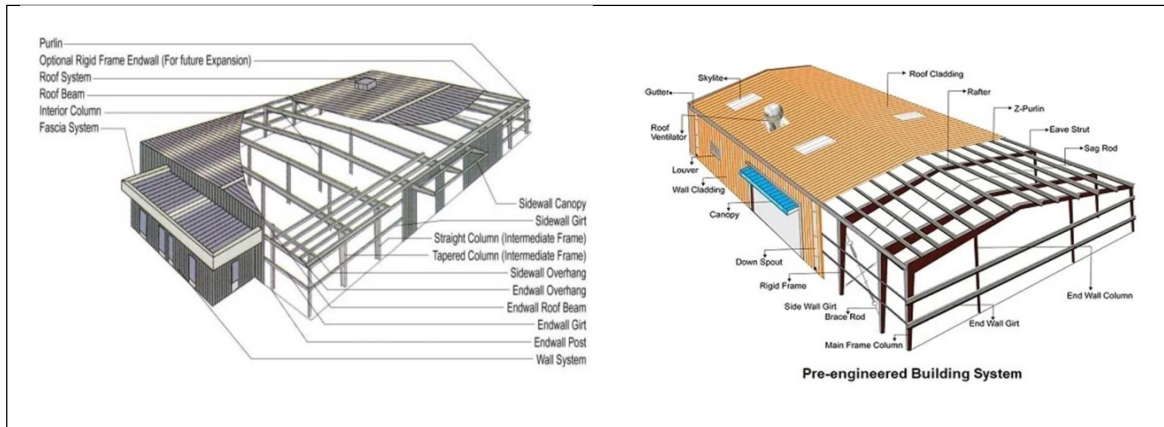 Purlin
Optional Rigid Frame Endwall (For future Expansion)
Roof System
Roof Beam
Interior Column
Fascia System
Sidewall Canopy
Sidewall Girt
Straight Column (Intermediate Frame)
Tapered Column (Intermediate Frame)
Sidewall Overhang
Endwall Overhang
Endwall Roof Beam
Endwall Girt
Endwall Post
Wall System
Skylite
Roof Cladding
Gutter
Rafter
Z-Purlin
Roof
Ventilator
Eave Strut
Sag Rod
Louver
Wall Cladding
Canopy
Down Spout
Rigid Frame
Side Wall Girt
Brace Rod
End Wall Column
End Wall Girt
Main Frame Column
Pre-engineered Building System